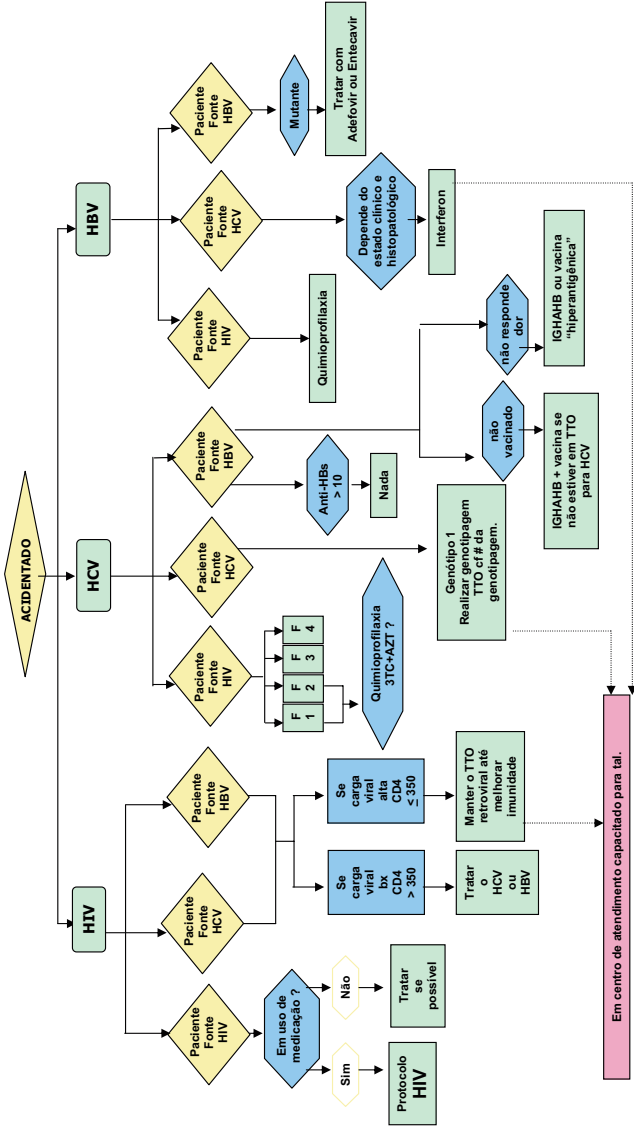 ACIDENTADO
HIV
HCV
HBV
Paciente
Fonte
HIV
Paciente
Fonte
HCV
Paciente
Fonte
HBV
Paciente
Fonte
HIV
Paciente
Fonte
HCV
Paciente
Fonte
HBV
Paciente
Fonte
HIV
Paciente
Fonte
HCV
Paciente
Fonte
HBV
Em uso de
medicação ?
Sim
Não
Protocolo
HIV
Tratar
se
possível
Se
carga
viral
bx
CD4
> 350
Se
carga
viral
alta
CD4
≤ 350
Tratar
o
HCV
ou
HBV
Manter o TTO
retroviral até
melhorar
imunidade
F
1
F
2
F
3
F
4
Quimioprofilaxia
3TC+AZT ?
Genótipo 1
Realizar genotipagem
TTO cf # da
genotipagem.
Anti-HBs
> 10
Nada
não
vacinado
não responde
dor
IGHAHB + vacina se
não estiver em TTO
para HCV
IGHAHB ou vacina
“hiperantigênica”
Quimioprofilaxia
Depende do
estado clínico e
histopatológico
Interferon
Mutante
Tratar com
Adefovir ou Entecavir
Em centro de atendimento capacitado para tal.